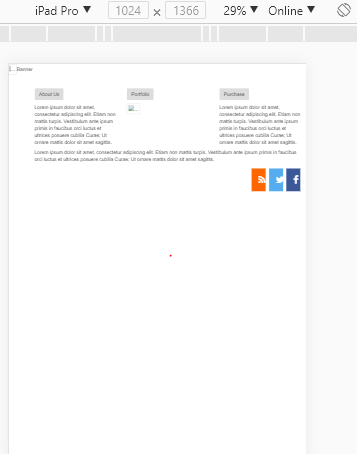 iPad Pro ▼ 1024 × 1366 29% ▼ Online ▼
Banner
About Us Portfolio Purchase
Lorem ipsum dolor sit amet,
consectetur adipiscing elit. Etiam non
mattis turpis. Vestibulum ante ipsum
primis in faucibus orci luctus et
ultrices posuere cubilia Curae; Ut
ornare mattis dolor amet sagittis.
Lorem ipsum dolor sit amet,
consectetur adipiscing elit. Etiam non
mattis turpis. Vestibulum ante ipsum
primis in faucibus orci luctus et
ultrices posuere cubilia Curae; Ut
ornare mattis dolor amet sagittis.
Lorem ipsum dolor sit amet, consectetur adipiscing elit. Etiam non mattis turpis. Vestibulum ante ipsum primis in faucibus
orci luctus et ultrices posuere cubilia Curae; Ut ornare mattis dolor sit amet sagittis.